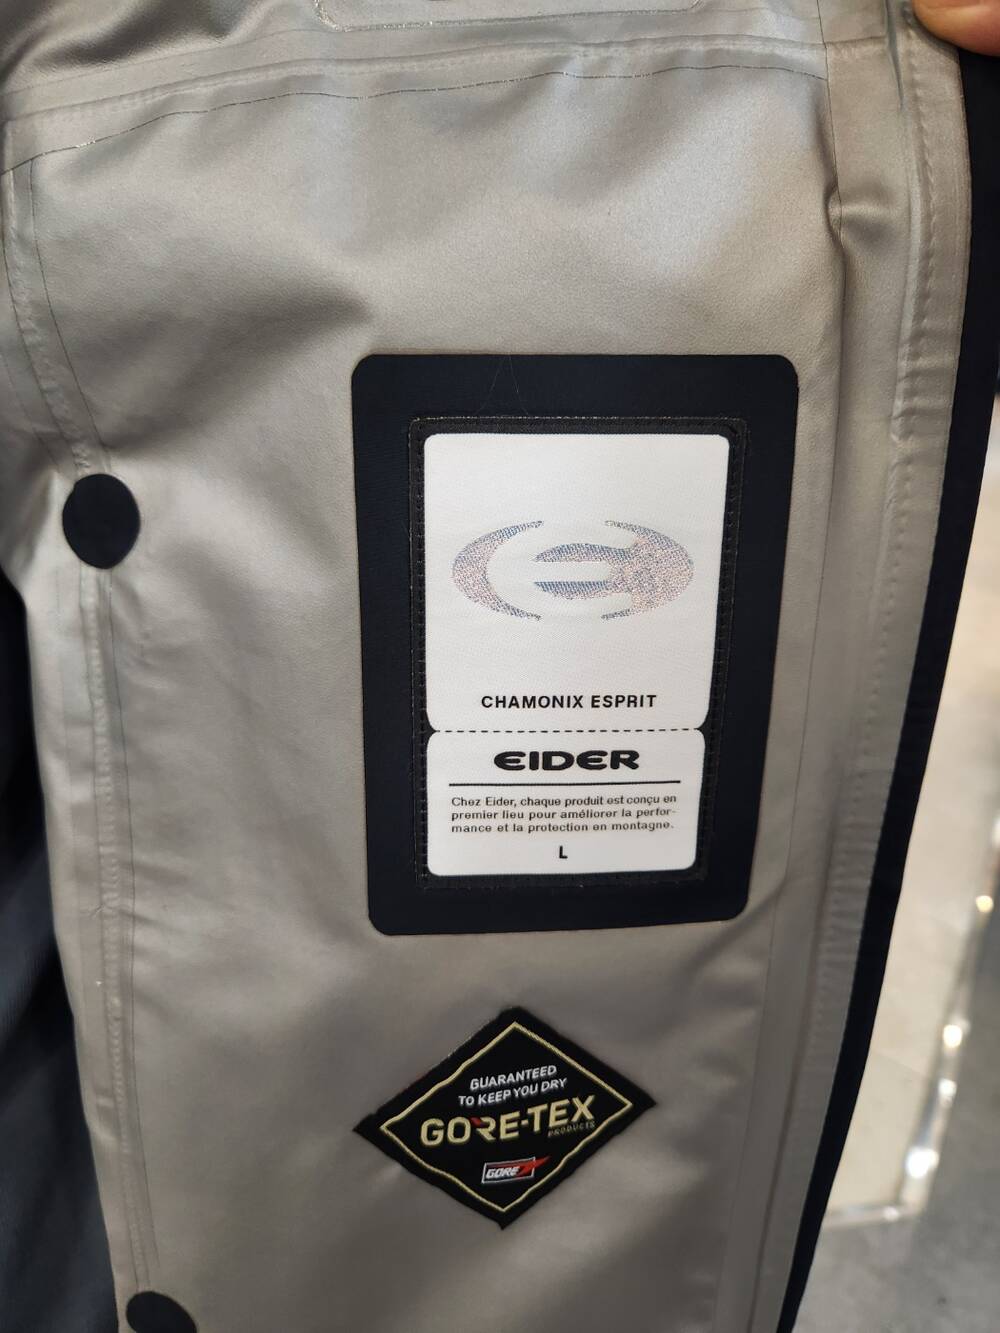 CHAMONIX ESPRIT
EIDER
Chez Eider, chaque produit est conçu en
premier lieu pour améliorer la perfor-
mance et la protection en montagne.
L
GUARANTEED
TO KEEP YOU DRY
GORE-TEX
PRODUCTS
GORE